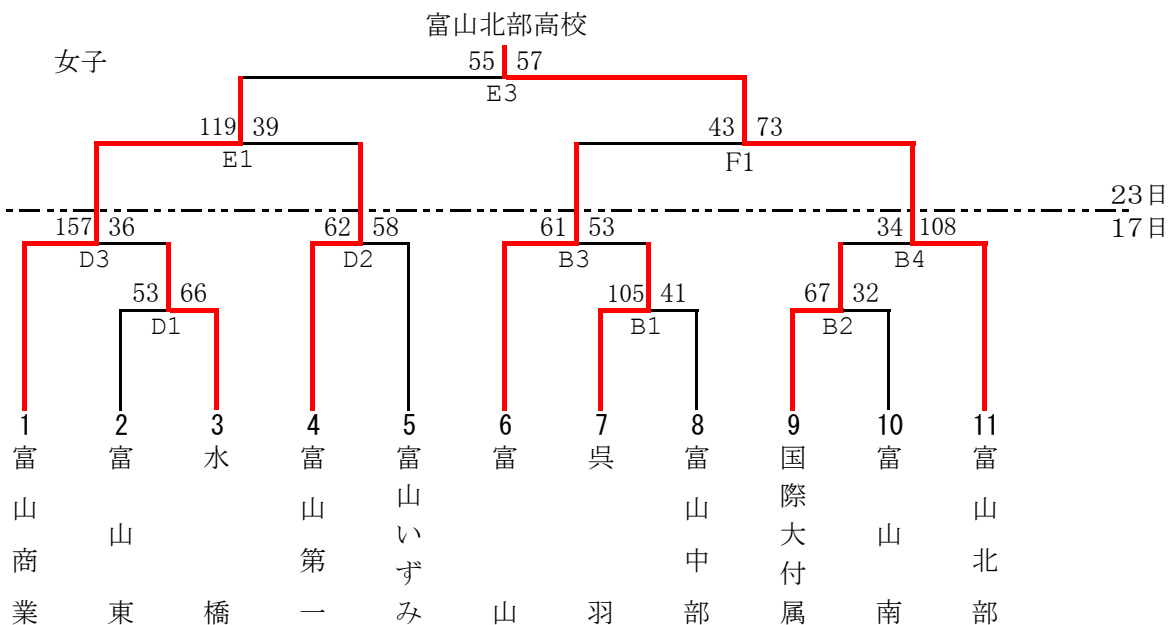 富山北部高校
女子
55 57
E3
119 39
E1
43 73
F1
23日
17日
157 36
D3
62 58
D2
61 53
B3
34 108
B4
53 66
D1
105 41
B1
67 32
B2
1 2 3 4 5 6 7 8 9 10 11
富山商業
富山東
水橋
富山第一
富山いずみ
富山
呉羽
富山中部
国際大付属
富山南
富山北部